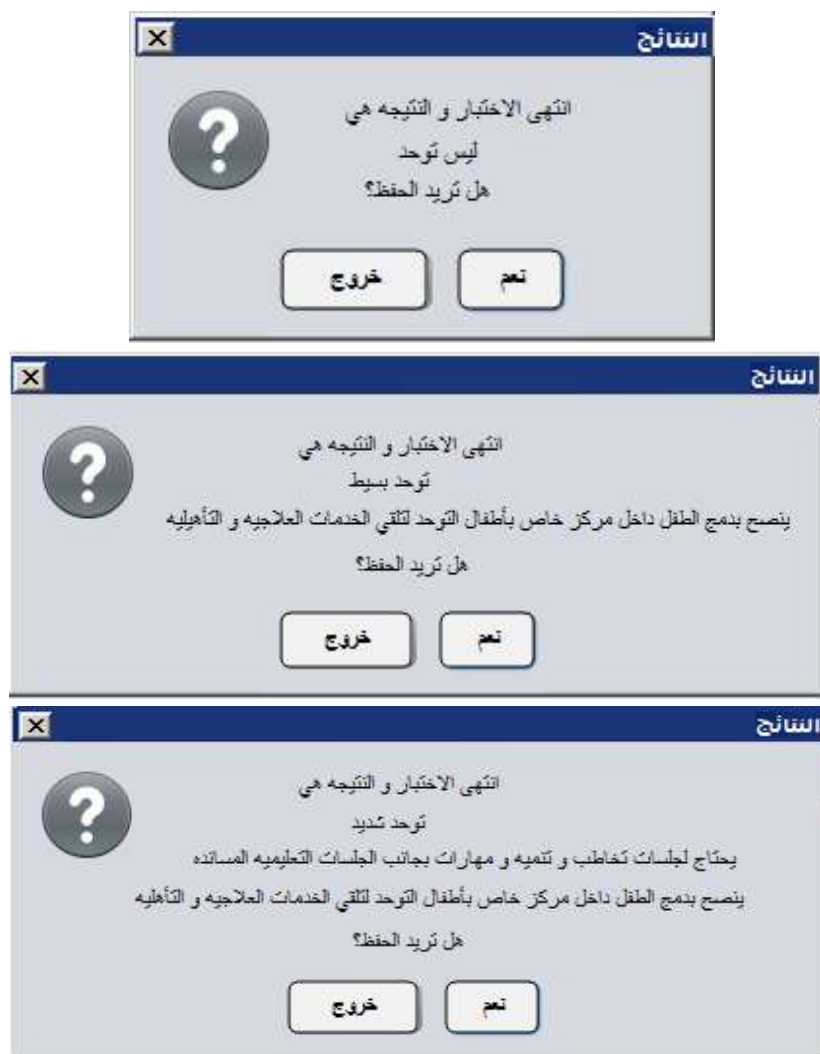 النتائج
انتهى الاختبار و النتيجه هي
ليس توحد
هل تريد الحفظ؟
نعم
خروج
النتائج
انتهى الاختبار و النتيجه هي
توحد بسيط
ينصح بدمج الطفل داخل مركز خاص بأطفال التوحد لتلقي الخدمات العلاجيه و التأهيليه
هل تريد الحفظ؟
نعم
خروج
النتائج
انتهى الاختبار و النتيجه هي
توحد شديد
يحتاج لجلسات تخاطب و تنميه و مهارات بجانب الجلسات التعليميه المسانده
ينصح بدمج الطفل داخل مركز خاص بأطفال التوحد لتلقي الخدمات العلاجيه و التأهليه
هل تريد الحفظ؟
نعم
خروج